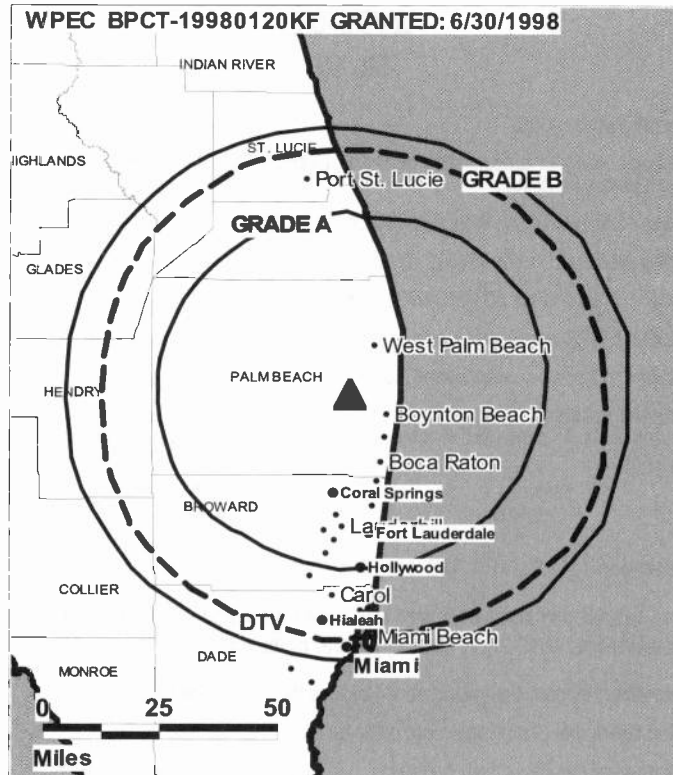 WPEC BPCT-19980120KF GRANTED: 6/30/1998
INDIAN RIVER
ST. LUCIE
HIGHLANDS
Port St. Lucie
GRADE B
GRADE A
GLADES
West Palm Beach
PALM BEACH
HENDRY
Boynton Beach
Boca Raton
Coral Springs
BROWARD
Lauderhill
Fort Lauderdale
Hollywood
COLLIER
Carol
Hialeah
DTV
Miami Beach
DADE
Miami
MONROE
0 25 50
Miles